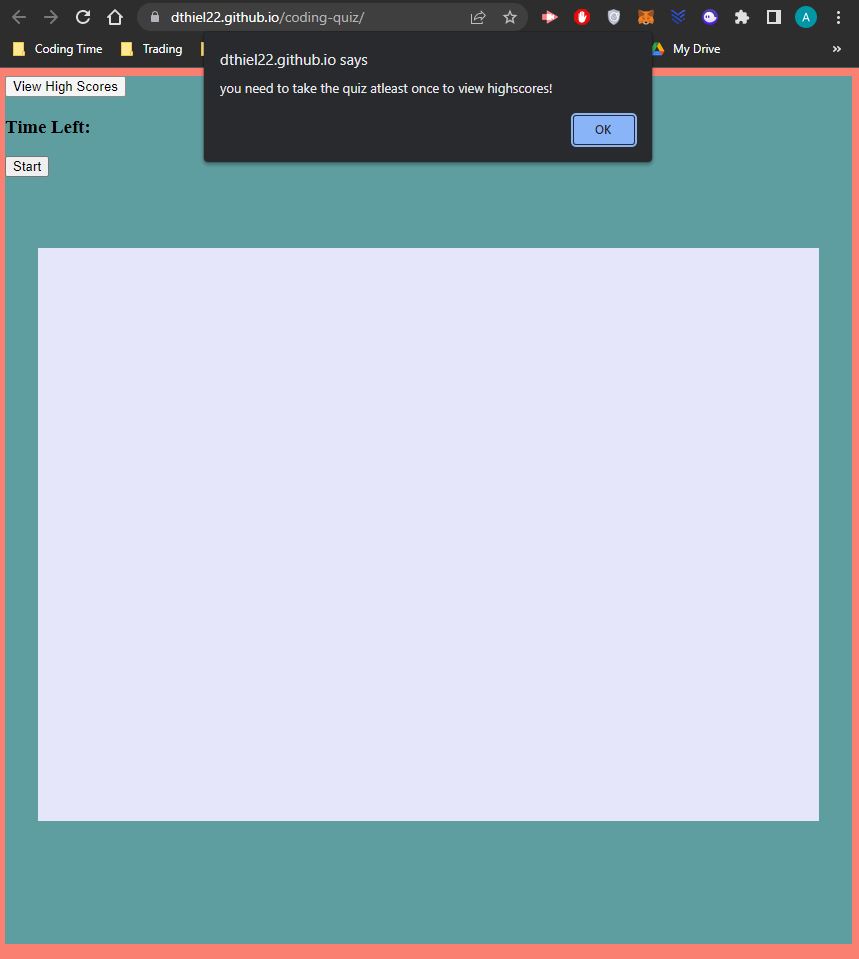 dthiel22.github.io/coding-quiz/
A
Coding Time
Trading
My Drive
»
dthiel22.github.io says
you need to take the quiz atleast once to view highscores!
OK
View High Scores
Time Left:
Start